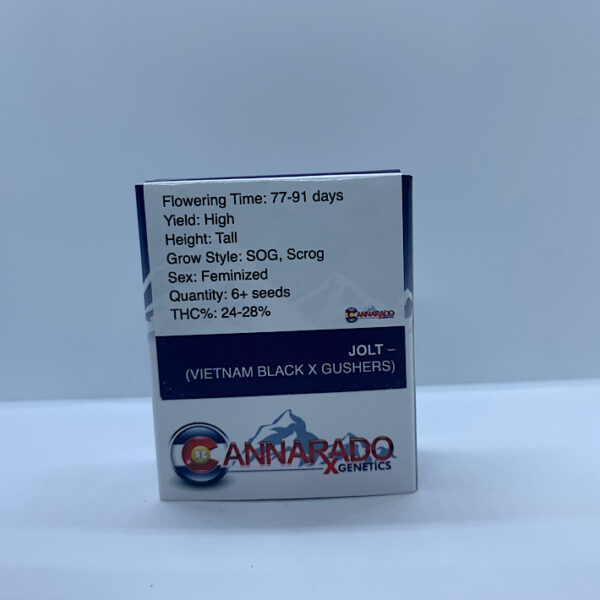 Flowering Time: 77-91 days
Yield: High
Height: Tall
Grow Style: SOG, Scrog
Sex: Feminized
Quantity: 6+ seeds
THC%: 24-28%
CANNARADO
GENETICS
JOLT –
(VIETNAM BLACK X GUSHERS)
CANNARADO
X GENETICS